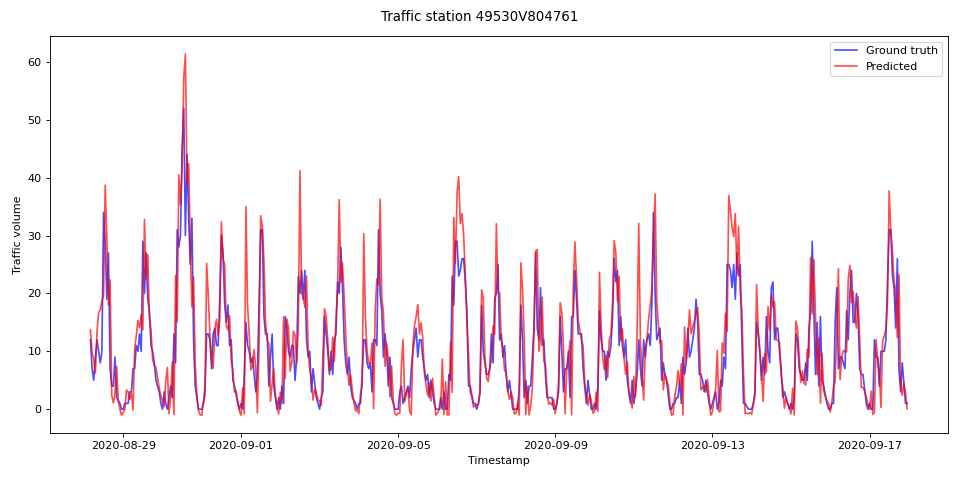 Traffic station 49530V804761
Ground truth
Predicted
Traffic volume
60
50
40
30
20
10
0
2020-08-29
2020-09-01
2020-09-05
2020-09-09
2020-09-13
2020-09-17
Timestamp